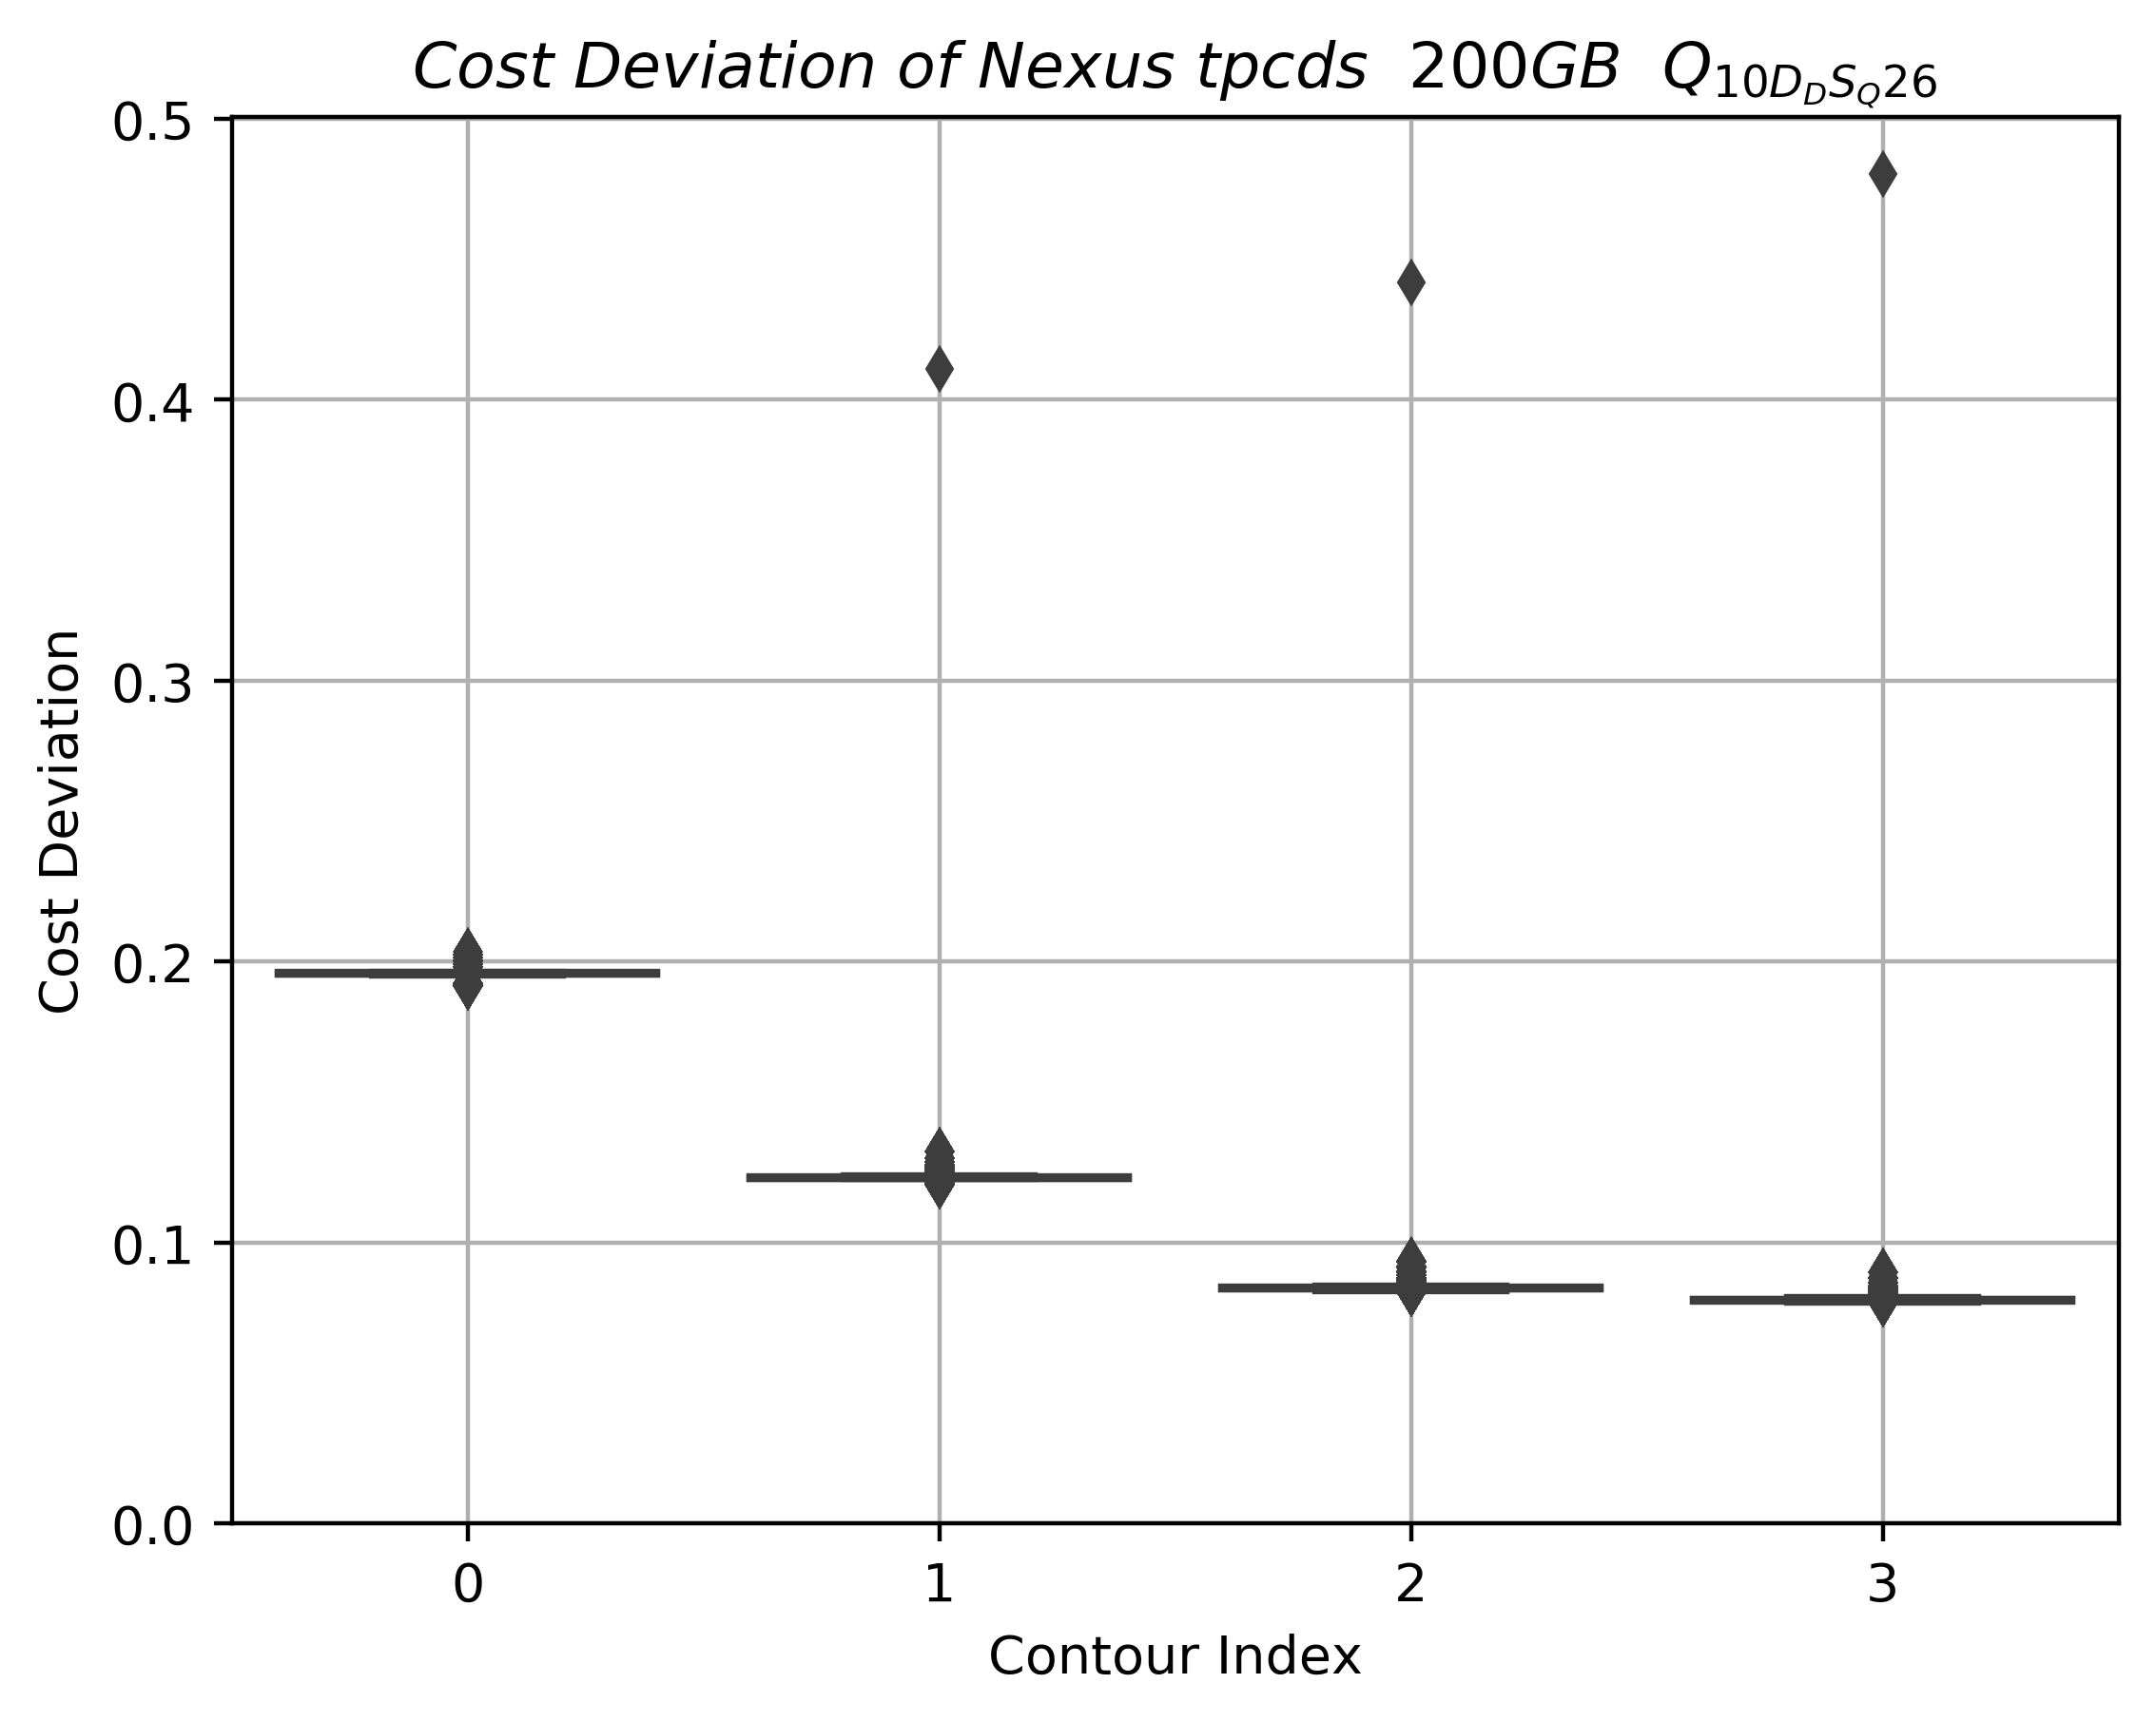 Cost Deviation of Nexus tpcds 200GB Q10DDSQ26
0.5
0.4
0.3
0.2
0.1
0.0
Cost Deviation
0 1 2 3
Contour Index